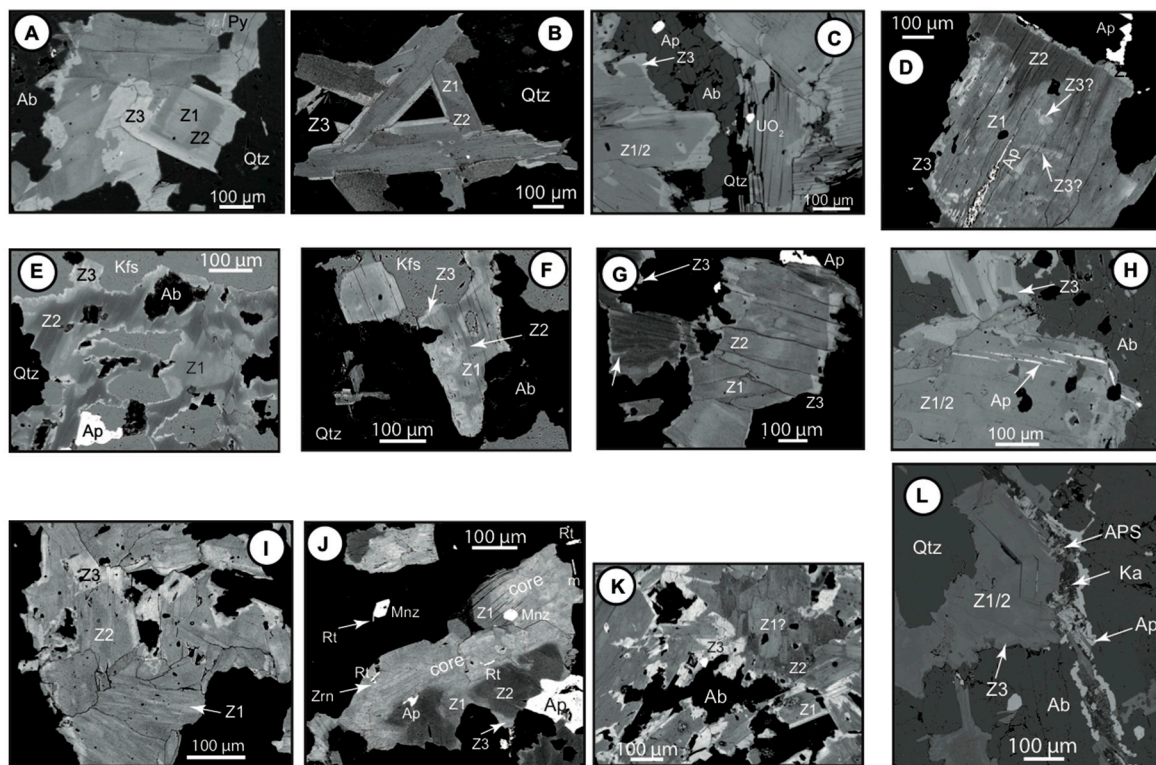 A
Py
Ab
Z3
Z1
Z2
Qtz
100 µm
B
Z1
Z2
Z3
Qtz
100 µm
C
Ap
Z3
Ab
UO2
Z1/2
Qtz
100 µm
D
100 µm
Ap
Z2
Z3?
Z1
Ap
Z3
Z3?
E
Z3
Kfs
100 µm
Ab
Z2
Z1
Qtz
Ap
F
Kfs
Z3
Z2
Z1
Ab
Qtz
100 µm
G
Z3
Ap
Z2
Z1
Z3
100 µm
H
Z3
Ab
Z1/2
Ap
100 µm
I
Z3
Z2
Z1
100 µm
J
100 µm
Rt
m
core
Z1
Mnz
Mnz
Rt
core
Rt
Rt
Zrn
Z2
Ap
Z1
Ap
Z3
K
Z1?
Z3
Z2
Ab
Z1
100 µm
L
Qtz
APS
Ka
Z1/2
Ap
Z3
Ab
100 µm